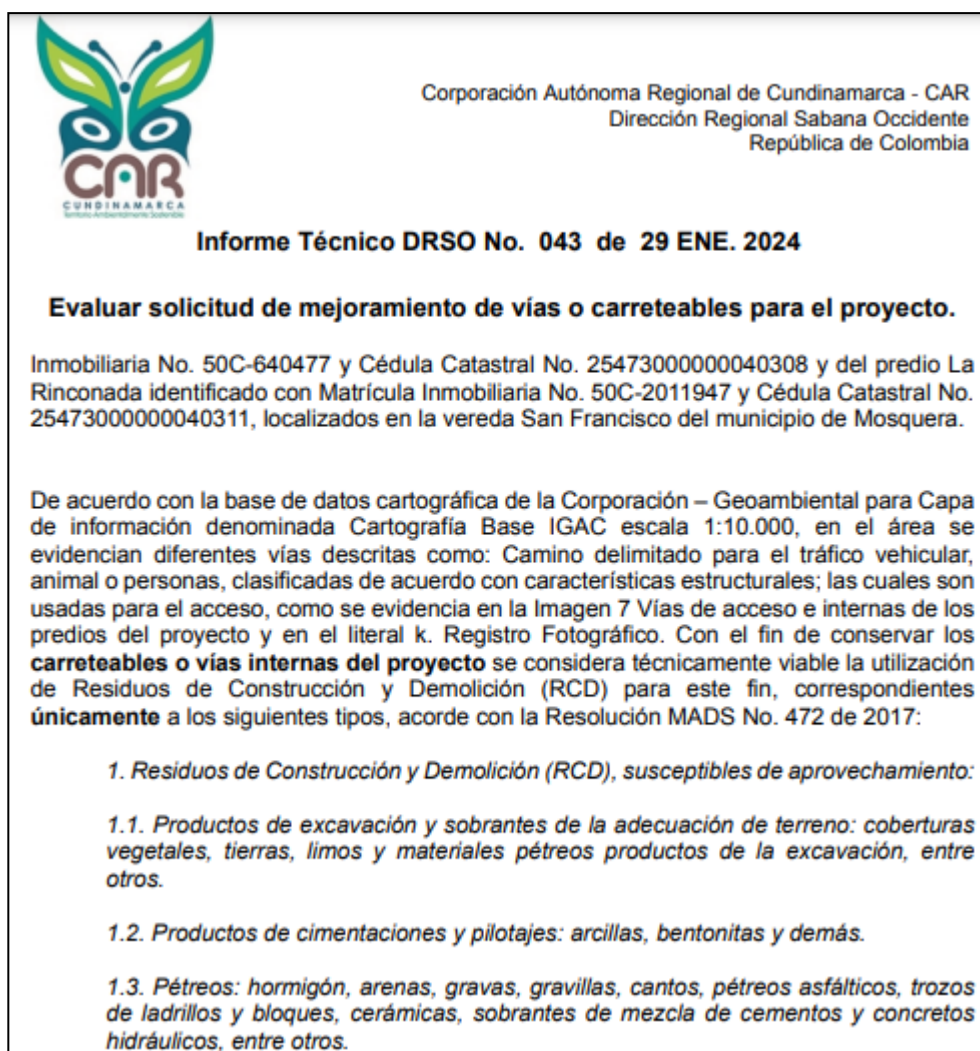 CAR
CUNDINAMARCA
Territorio Ambientalmente Sostenible
Corporación Autónoma Regional de Cundinamarca - CAR
Dirección Regional Sabana Occidente
República de Colombia
Informe Técnico DRSO No. 043 de 29 ENE. 2024
Evaluar solicitud de mejoramiento de vías o carreteables para el proyecto.
Inmobiliaria No. 50C-640477 y Cédula Catastral No. 25473000000040308 y del predio La
Rinconada identificado con Matrícula Inmobiliaria No. 50C-2011947 y Cédula Catastral No.
25473000000040311, localizados en la vereda San Francisco del municipio de Mosquera.
De acuerdo con la base de datos cartográfica de la Corporación – Geoambiental para Capa
de información denominada Cartografía Base IGAC escala 1:10.000, en el área se
evidencian diferentes vías descritas como: Camino delimitado para el tráfico vehicular,
animal o personas, clasificadas de acuerdo con características estructurales; las cuales son
usadas para el acceso, como se evidencia en la Imagen 7 Vías de acceso e internas de los
predios del proyecto y en el literal k. Registro Fotográfico. Con el fin de conservar los
carreteables o vías internas del proyecto se considera técnicamente viable la utilización
de Residuos de Construcción y Demolición (RCD) para este fin, correspondientes
únicamente a los siguientes tipos, acorde con la Resolución MADS No. 472 de 2017:
1. Residuos de Construcción y Demolición (RCD), susceptibles de aprovechamiento:
1.1. Productos de excavación y sobrantes de la adecuación de terreno: coberturas
vegetales, tierras, limos y materiales pétreos productos de la excavación, entre
otros.
1.2. Productos de cimentaciones y pilotajes: arcillas, bentonitas y demás.
1.3. Pétreos: hormigón, arenas, gravas, gravillas, cantos, pétreos asfálticos, trozos
de ladrillos y bloques, cerámicas, sobrantes de mezcla de cementos y concretos
hidráulicos, entre otros.